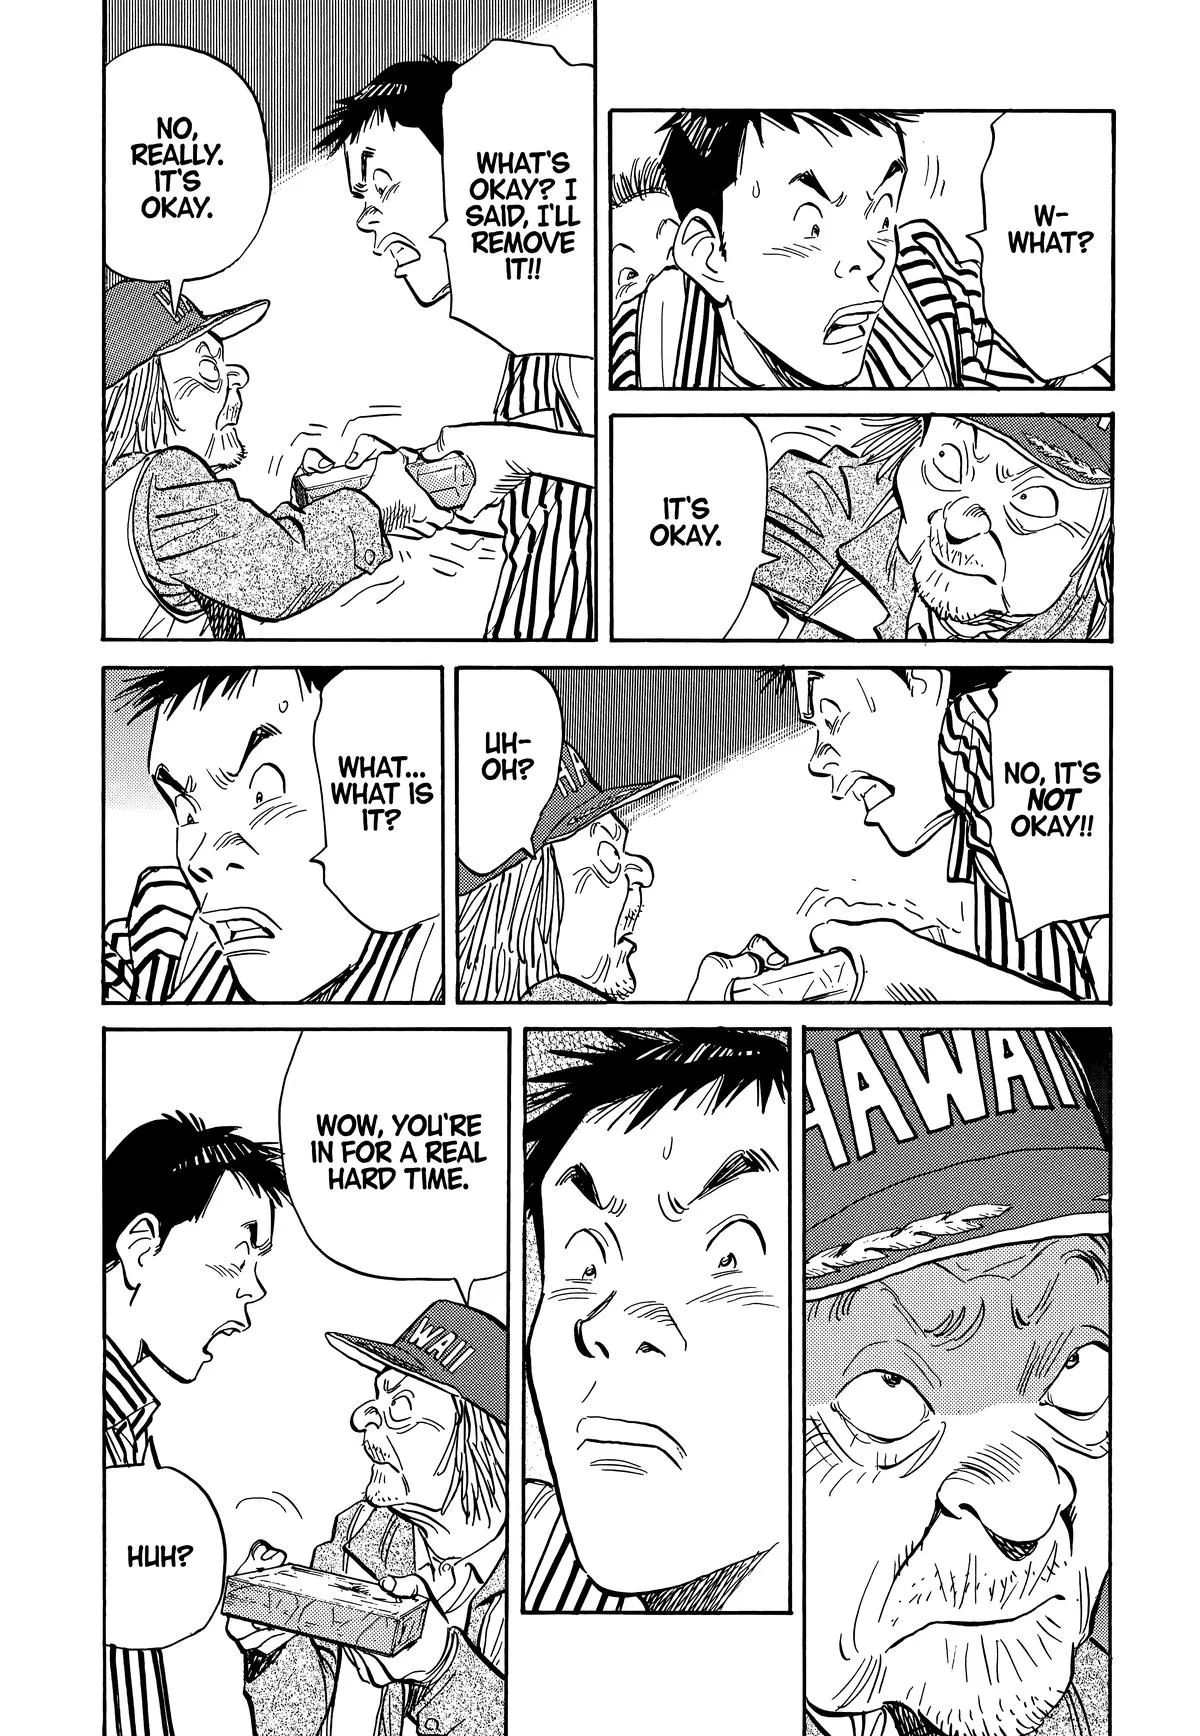 W-
WHAT?
IT'S
OKAY.
WHAT'S
OKAY? I
SAID, I'LL
REMOVE
IT!!
NO,
REALLY.
IT'S
OKAY.
NO, IT'S
NOT
OKAY!!
UH-
OH?
WHAT...
WHAT IS
IT?
HAWAII
WOW, YOU'RE
IN FOR A REAL
HARD TIME.
WAII
HUH?